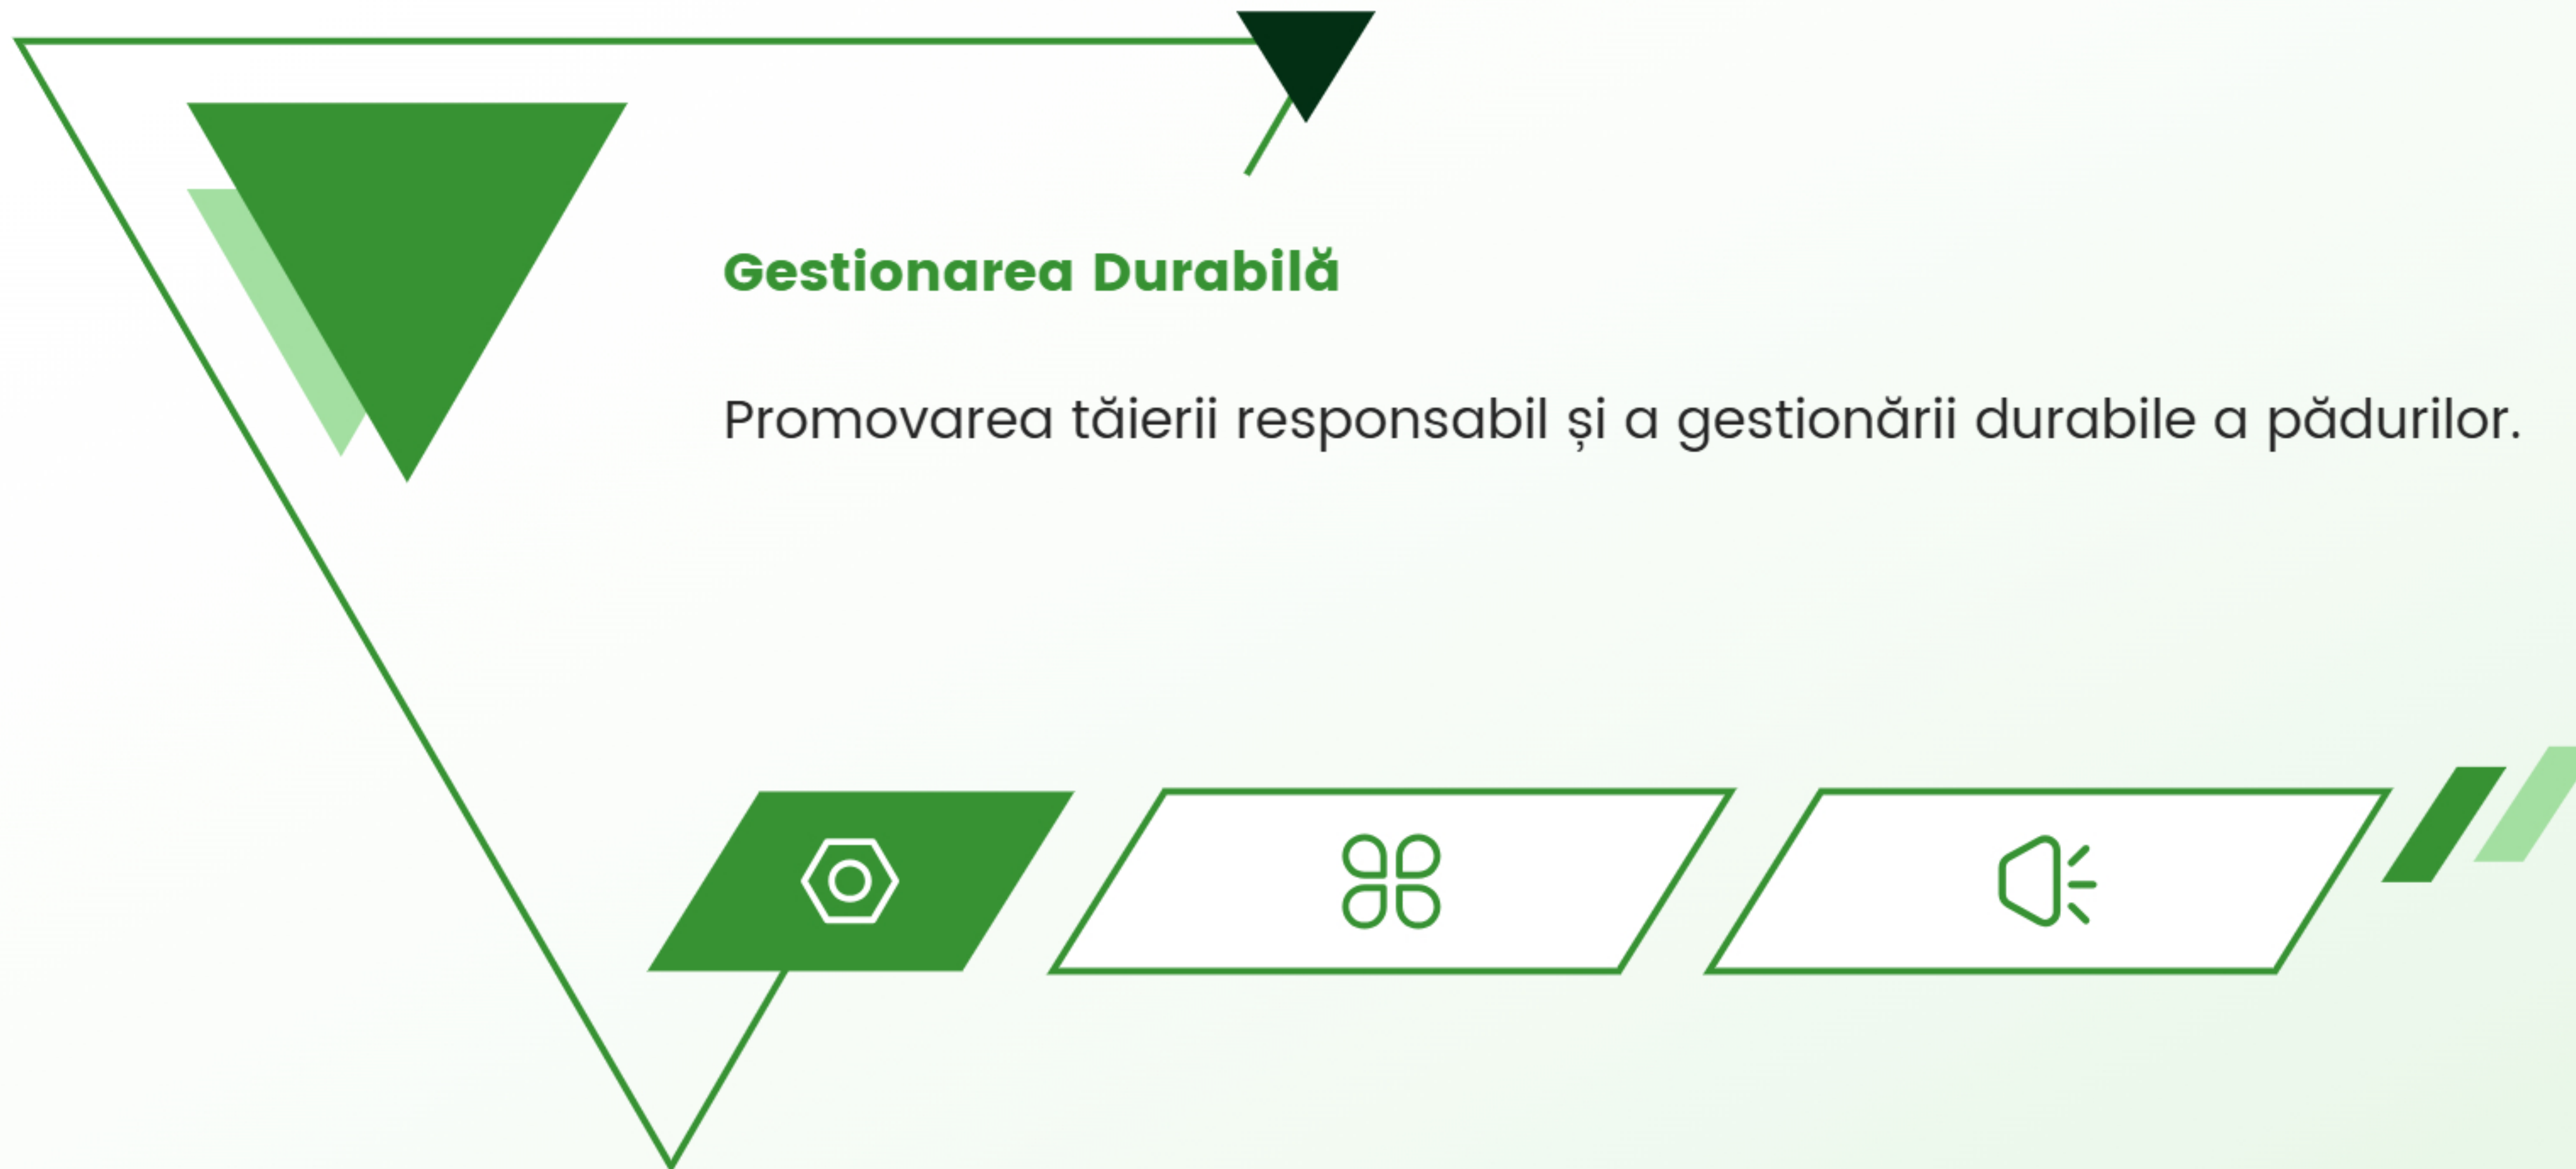 Gestionarea Durabilă
Promovarea tăierii responsabil și a gestionării durabile a pădurilor.